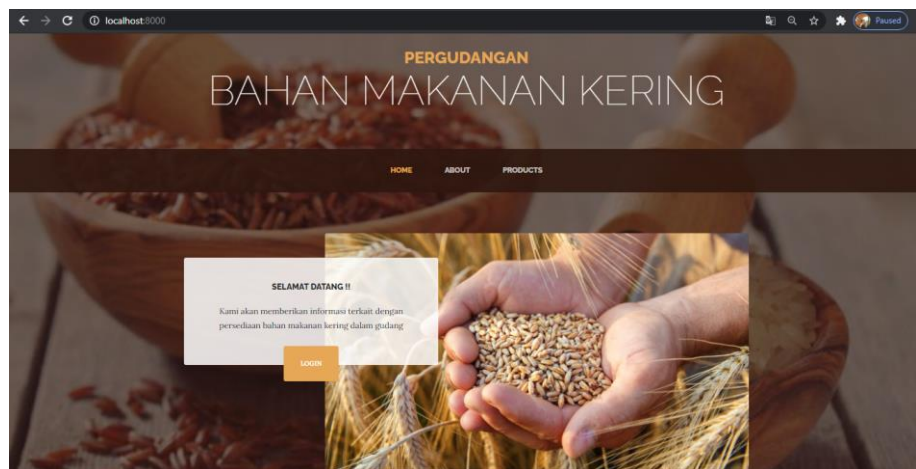 localhost:8000
Paused
PERGUDANGAN
BAHAN MAKANAN KERING
HOME ABOUT PRODUCTS
SELAMAT DATANG !!
Kami akan memberikan informasi terkait dengan
persediaan bahan makanan kering dalam gudang
LOGIN